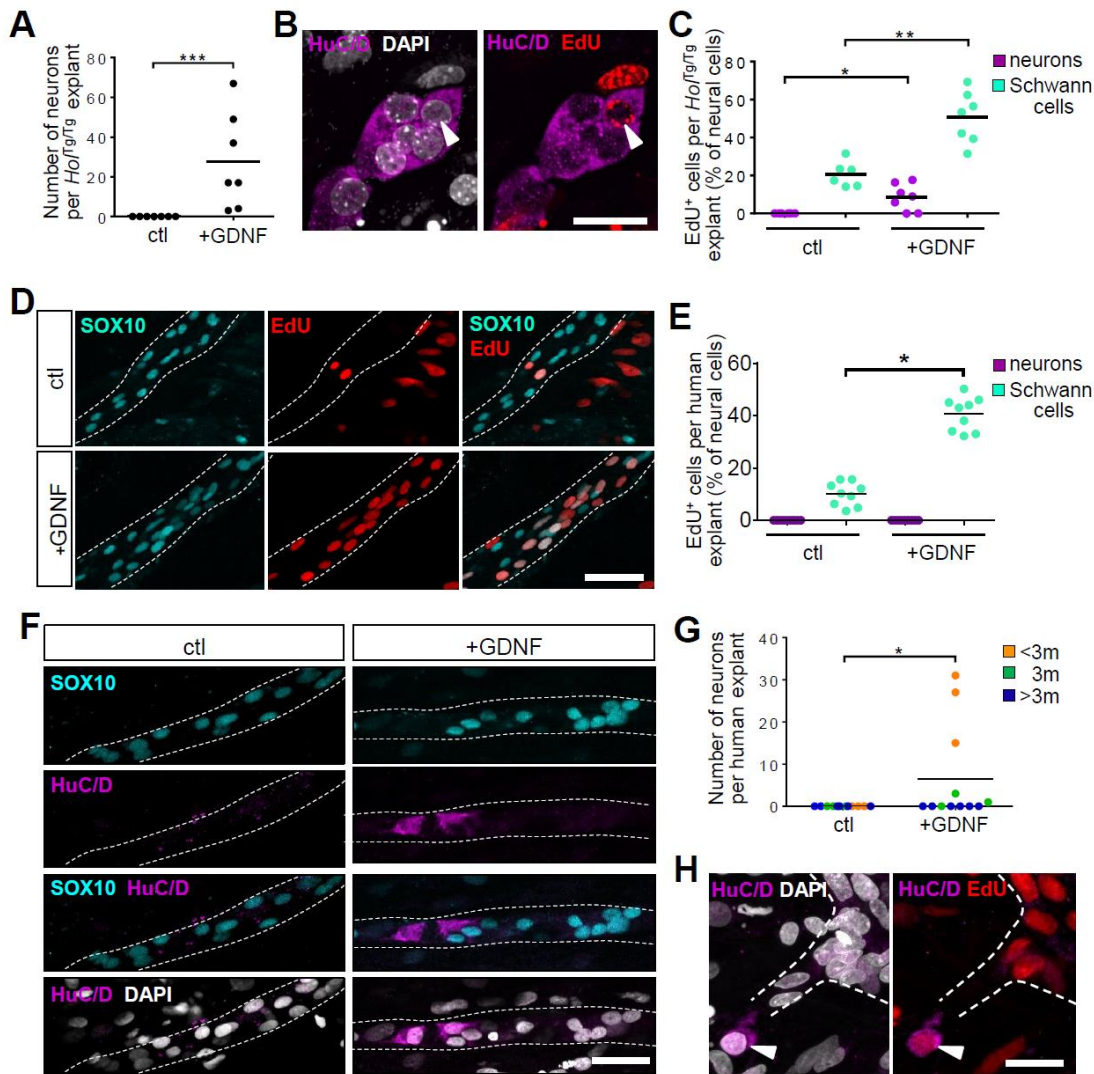 A
Number of neurons
per Hol^Tg/Tg explant
80
60
40
20
0
***
ctl
+GDNF
B
HuC/D DAPI
HuC/D EdU
C
EdU⁺ cells per Hol^Tg/Tg
explant (% of neural cells)
80
60
40
20
0
**
*
ctl
+GDNF
neurons
Schwann
cells
D
ctl
+GDNF
SOX10
EdU
SOX10
EdU
E
EdU⁺ cells per human
explant (% of neural cells)
60
40
20
0
*
ctl
+GDNF
neurons
Schwann
cells
F
ctl
+GDNF
SOX10
HuC/D
SOX10 HuC/D
HuC/D DAPI
G
Number of neurons
per human explant
40
30
20
10
0
*
ctl
+GDNF
<3m
3m
>3m
H
HuC/D DAPI
HuC/D EdU